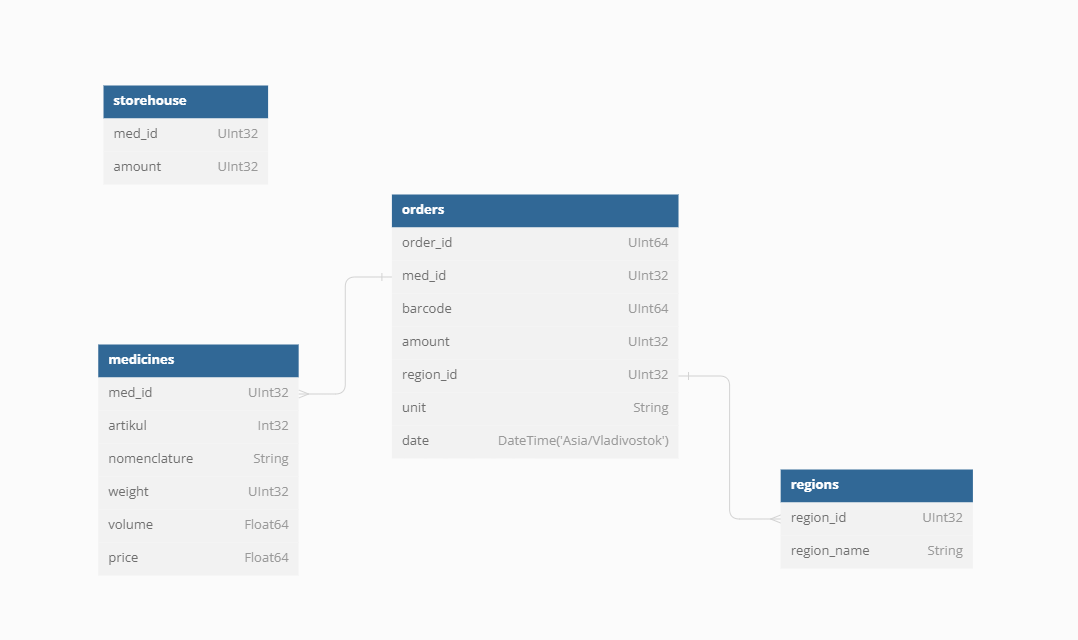 storehouse
med_id UInt32
amount UInt32
orders
order_id UInt64
med_id UInt32
barcode UInt64
amount UInt32
region_id UInt32
unit String
date DateTime('Asia/Vladivostok')
medicines
med_id UInt32
artikul Int32
nomenclature String
weight UInt32
volume Float64
price Float64
regions
region_id UInt32
region_name String